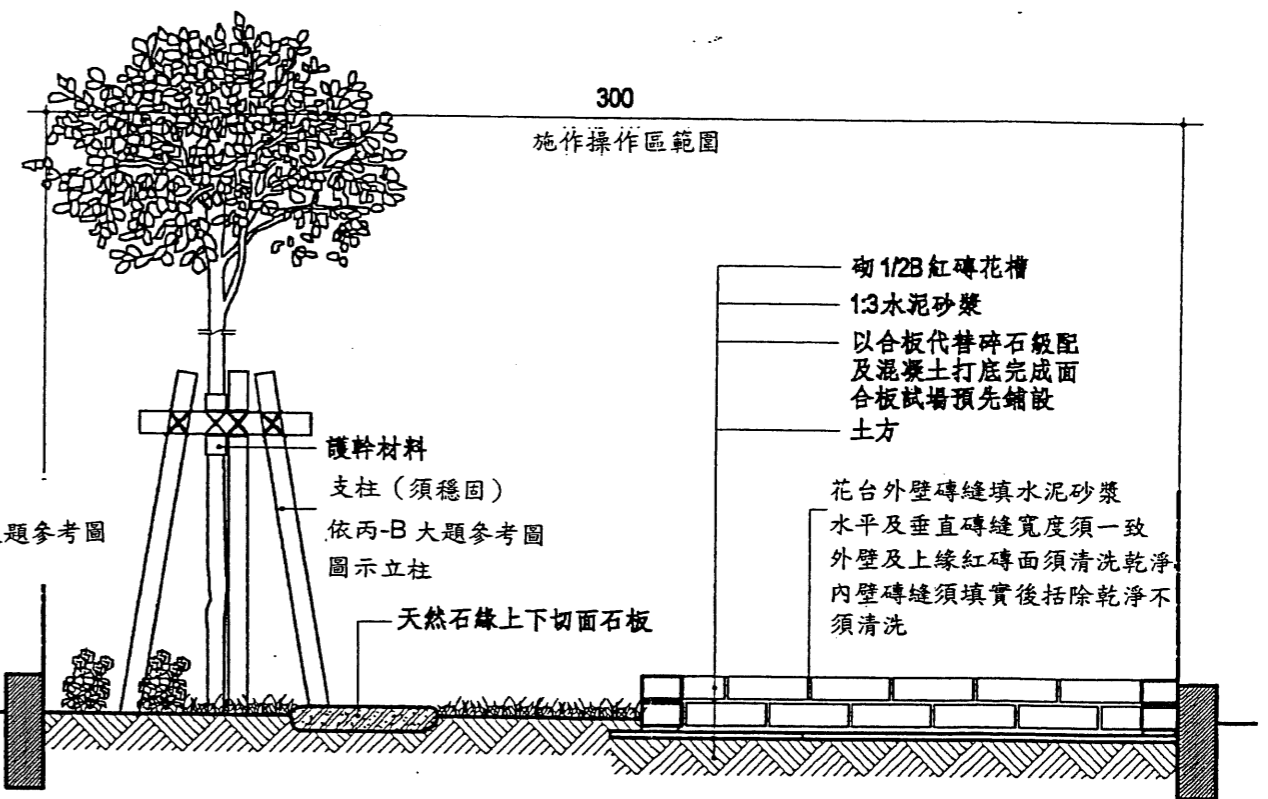 300
施作操作區範圍
砌1/2B紅磚花槽
1:3水泥砂漿
以合板代替碎石級配
及混凝土打底完成面
合板試場預先鋪設
土方
護幹材料
支柱（須穩固）
依丙-B 大題參考圖
圖示立柱
題參考圖
天然石緣上下切面石板
花台外壁磚縫填水泥砂漿
水平及垂直磚縫寬度須一致
外壁及上緣紅磚面須清洗乾淨
內壁磚縫須填實後括除乾淨不
須清洗